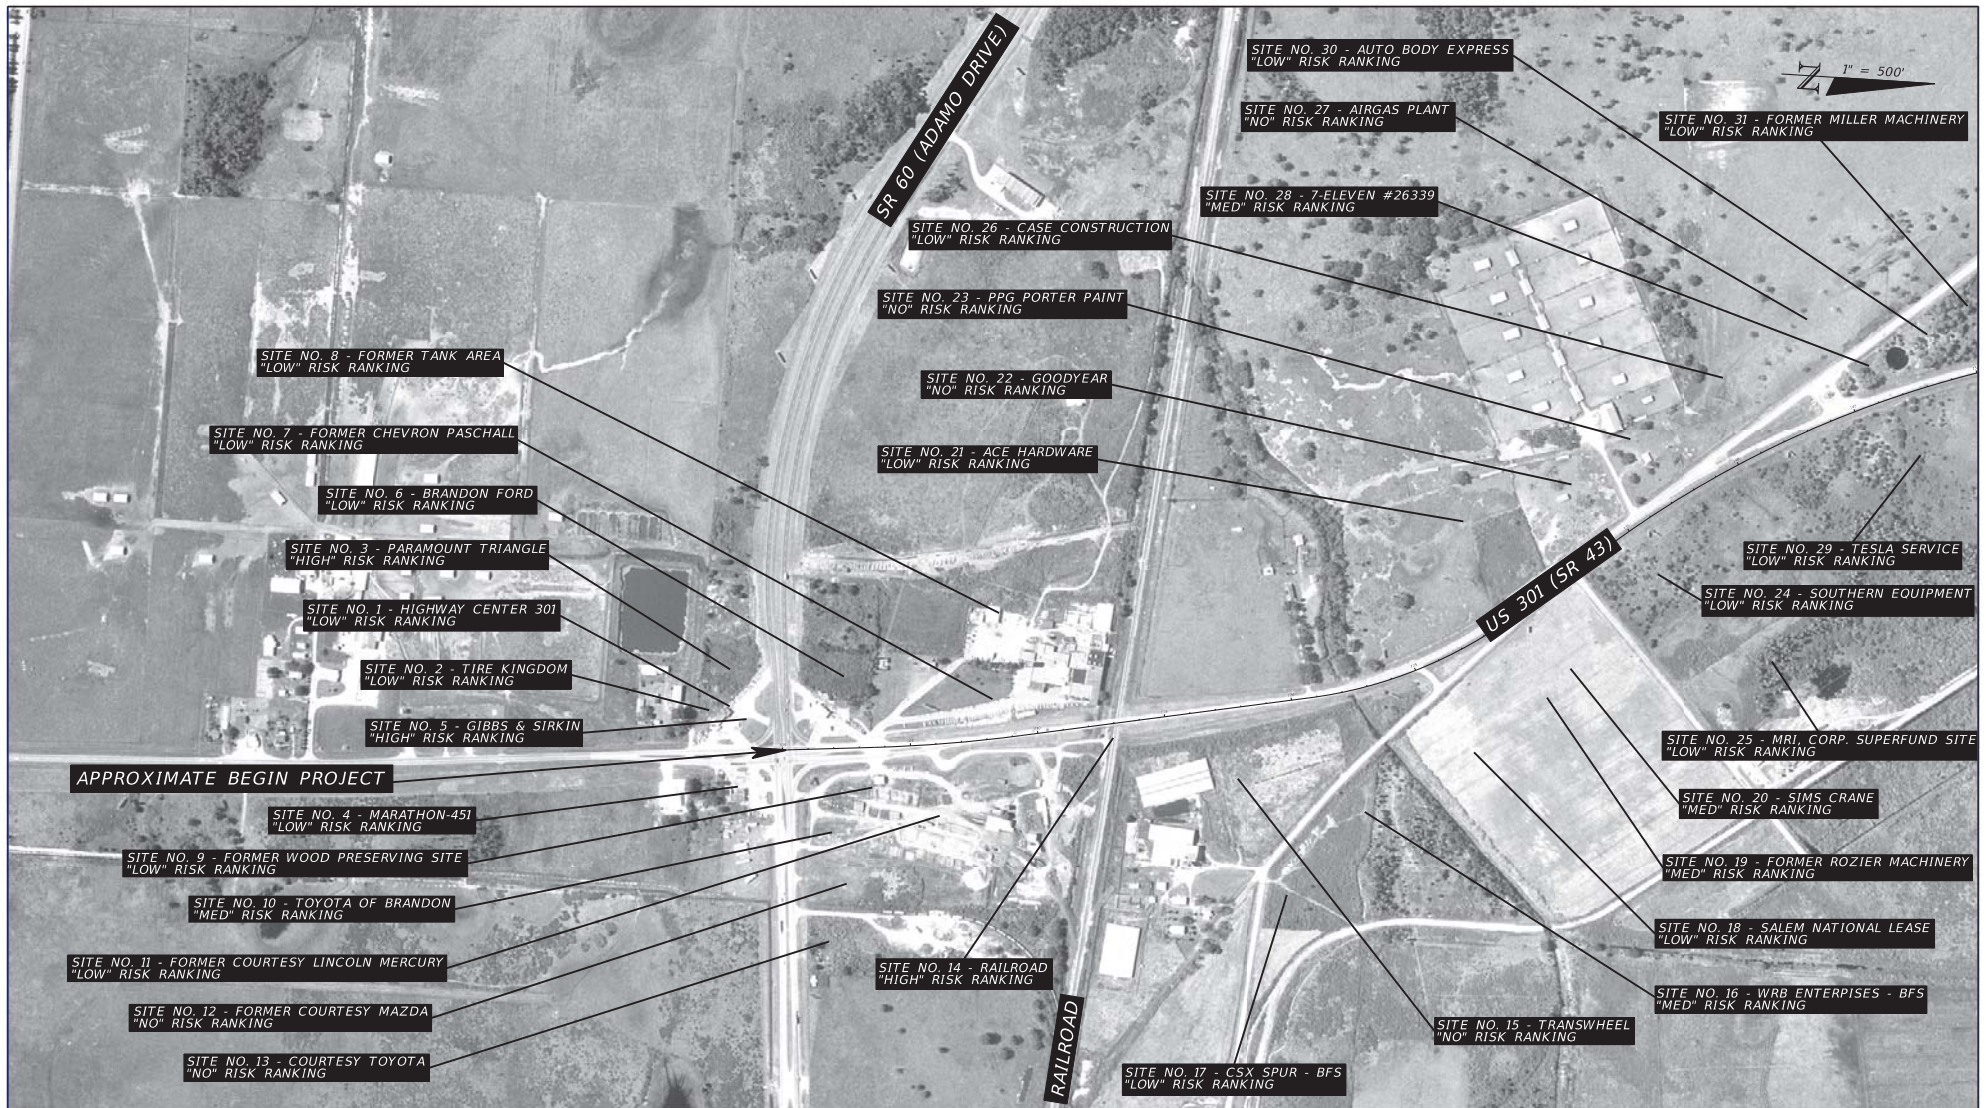 SR 60 (ADAMO DRIVE)
SITE NO. 30 - AUTO BODY EXPRESS
"LOW" RISK RANKING
N
1" = 500'
SITE NO. 27 - AIRGAS PLANT
"NO" RISK RANKING
SITE NO. 31 - FORMER MILLER MACHINERY
"LOW" RISK RANKING
SITE NO. 28 - 7-ELEVEN #26339
"MED" RISK RANKING
SITE NO. 26 - CASE CONSTRUCTION
"LOW" RISK RANKING
SITE NO. 23 - PPG PORTER PAINT
"NO" RISK RANKING
SITE NO. 8 - FORMER TANK AREA
"LOW" RISK RANKING
SITE NO. 22 - GOODYEAR
"NO" RISK RANKING
SITE NO. 7 - FORMER CHEVRON PASCHALL
"LOW" RISK RANKING
SITE NO. 21 - ACE HARDWARE
"LOW" RISK RANKING
SITE NO. 6 - BRANDON FORD
"LOW" RISK RANKING
SITE NO. 3 - PARAMOUNT TRIANGLE
"HIGH" RISK RANKING
US 301 (SR 43)
SITE NO. 29 - TESLA SERVICE
"LOW" RISK RANKING
SITE NO. 24 - SOUTHERN EQUIPMENT
"LOW" RISK RANKING
SITE NO. 1 - HIGHWAY CENTER 301
"LOW" RISK RANKING
SITE NO. 2 - TIRE KINGDOM
"LOW" RISK RANKING
SITE NO. 5 - GIBBS & SIRKIN
"HIGH" RISK RANKING
SITE NO. 25 - MRI, CORP. SUPERFUND SITE
"LOW" RISK RANKING
APPROXIMATE BEGIN PROJECT
SITE NO. 20 - SIMS CRANE
"MED" RISK RANKING
SITE NO. 4 - MARATHON-451
"LOW" RISK RANKING
SITE NO. 9 - FORMER WOOD PRESERVING SITE
"LOW" RISK RANKING
SITE NO. 19 - FORMER ROZIER MACHINERY
"MED" RISK RANKING
SITE NO. 10 - TOYOTA OF BRANDON
"MED" RISK RANKING
SITE NO. 18 - SALEM NATIONAL LEASE
"LOW" RISK RANKING
SITE NO. 11 - FORMER COURTESY LINCOLN MERCURY
"LOW" RISK RANKING
SITE NO. 14 - RAILROAD
"HIGH" RISK RANKING
SITE NO. 16 - WRB ENTERPISES - BFS
"MED" RISK RANKING
SITE NO. 12 - FORMER COURTESY MAZDA
"NO" RISK RANKING
SITE NO. 15 - TRANSWHEEL
"NO" RISK RANKING
RAILROAD
SITE NO. 13 - COURTESY TOYOTA
"NO" RISK RANKING
SITE NO. 17 - CSX SPUR - BFS
"LOW" RISK RANKING